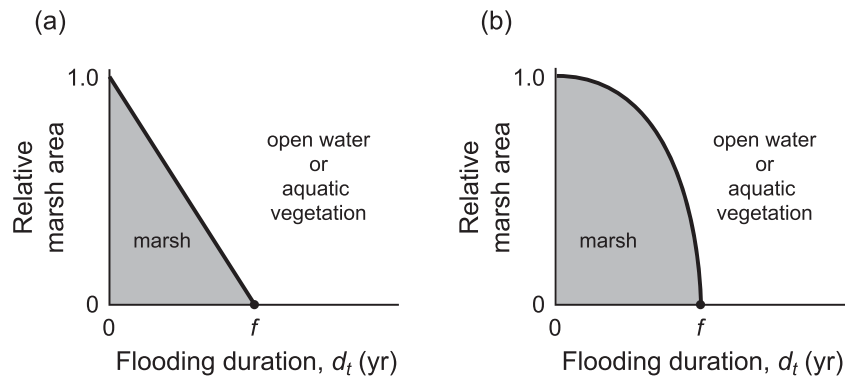 (a)
Relative
marsh area
1.0
0
open water
or
aquatic
vegetation
marsh
0
f
Flooding duration, dt (yr)
(b)
Relative
marsh area
1.0
0
open water
or
aquatic
vegetation
marsh
0
f
Flooding duration, dt (yr)